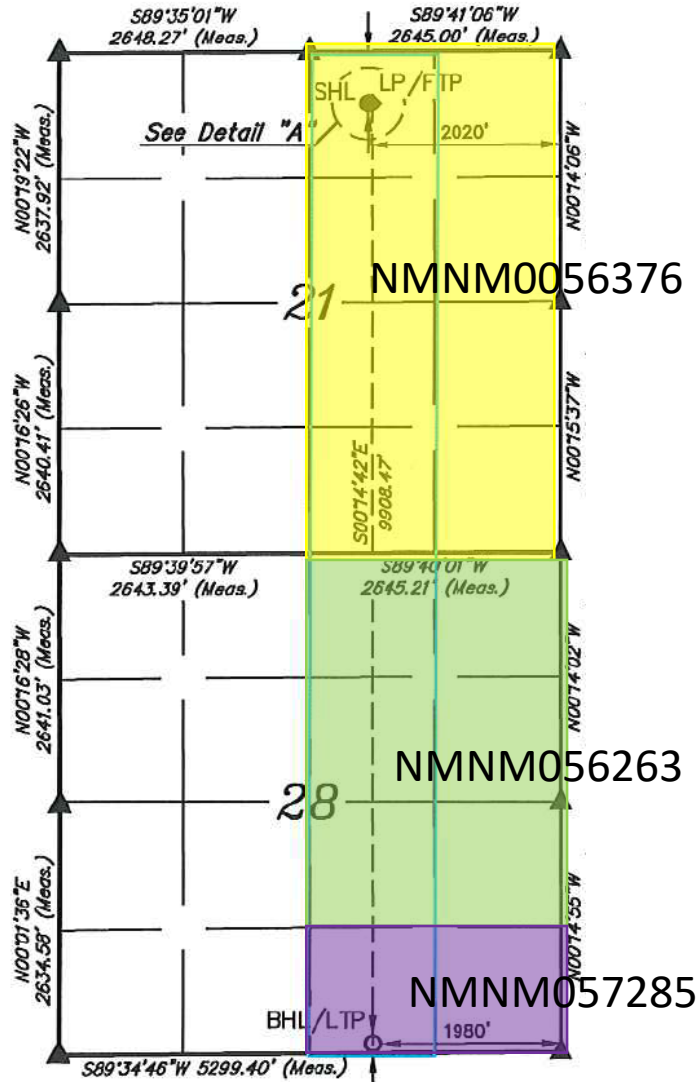 S89°35'01"W
2648.27' (Meas.)
S89°41'06"W
2645.00' (Meas.)
SHL
LP/FTP
See Detail "A"
2020'
N00°19'22"W
2637.92' (Meas.)
N00°14'06"W
NMNM0056376
21
N00°16'26"W
2640.41' (Meas.)
S00°14'42"E
9908.47'
N00°15'37"W
S89°39'57"W
2643.39' (Meas.)
S89°40'01"W
2645.21' (Meas.)
N00°16'28"W
2641.03' (Meas.)
N00°14'02"W
NMNM056263
28
N00°01'36"E
2634.58' (Meas.)
N00°14'55"W
NMNM057285
BHL/LTP
1980'
S89°34'46"W 5299.40' (Meas.)